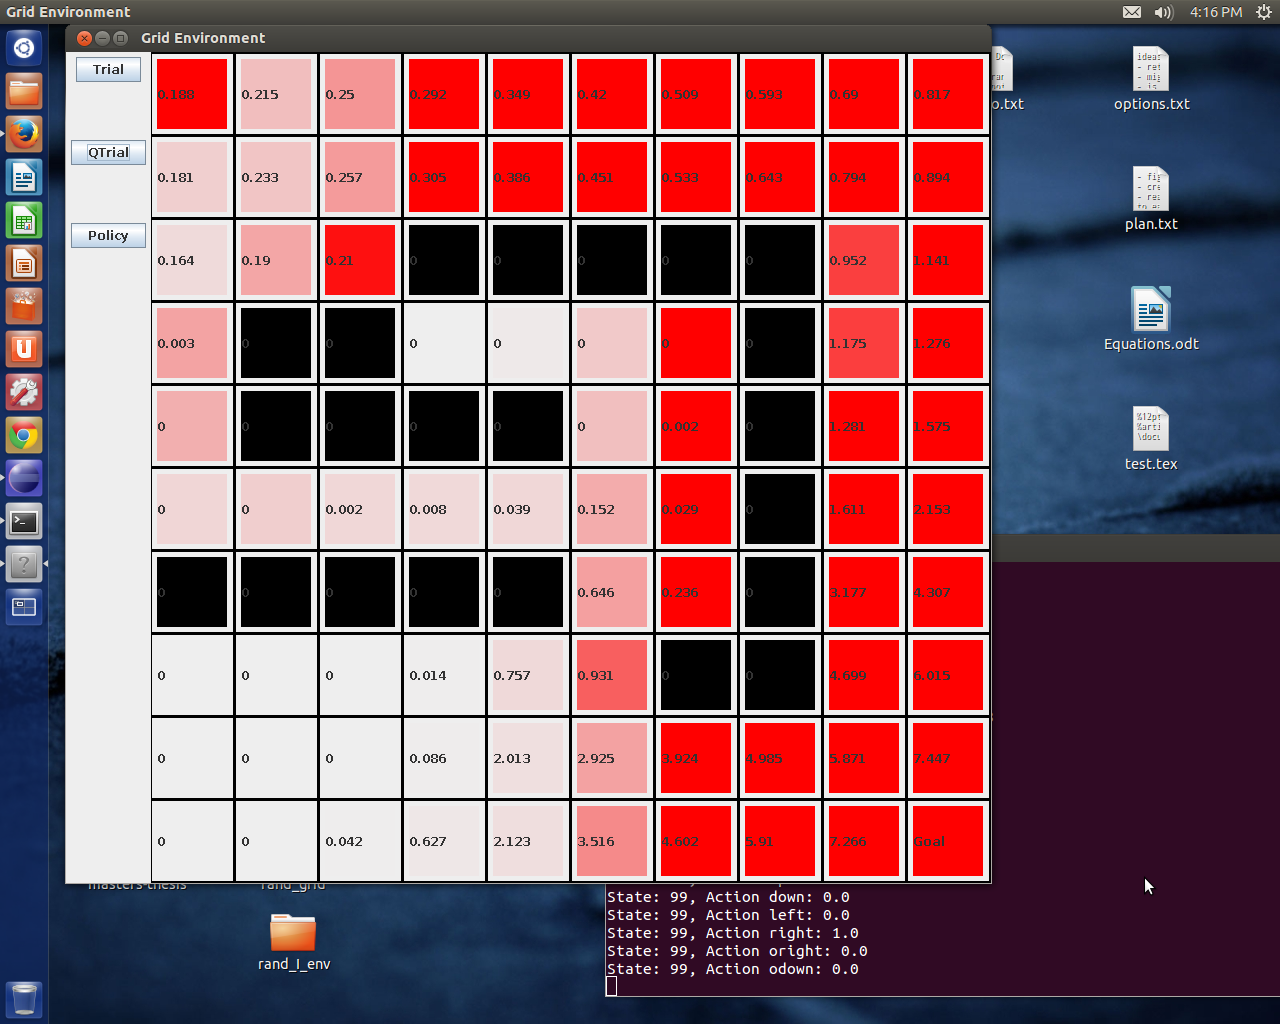 Grid Environment
4:16 PM
Grid Environment
Trial
0.188 0.215 0.25 0.292 0.349 0.42 0.509 0.593 0.69 0.817
QTrial
0.181 0.233 0.257 0.305 0.386 0.451 0.533 0.643 0.794 0.894
Policy
0.164 0.19 0.21 0 0 0 0 0 0.952 1.141
0.003 0 0 0 0 0 0 0 1.175 1.276
0 0 0 0 0 0 0.002 0 1.281 1.575
0 0 0.002 0.008 0.039 0.152 0.029 0 1.611 2.153
0 0 0 0 0 0.646 0.236 0 3.177 4.307
0 0 0 0.014 0.757 0.931 0 0 4.699 6.015
0 0 0 0.086 2.013 2.925 3.924 4.985 5.871 7.447
0 0 0.042 0.627 2.123 3.516 4.602 5.91 7.266 Goal
o.txt
options.txt
plan.txt
Equations.odt
test.tex
masters-thesis
rand_grid
rand_I_env
State: 99, Action down: 0.0
State: 99, Action left: 0.0
State: 99, Action right: 1.0
State: 99, Action oright: 0.0
State: 99, Action odown: 0.0